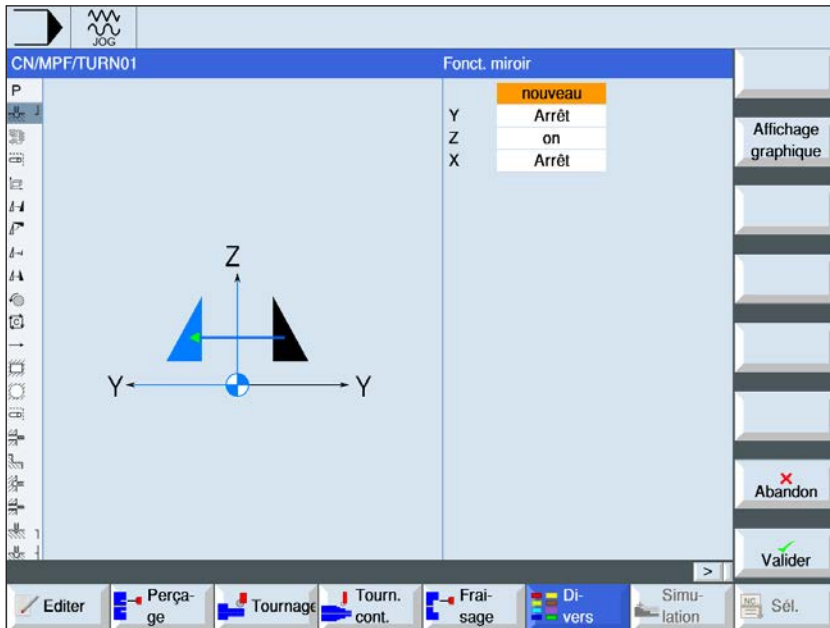 JOG
CN/MPF/TURN01
Fonct. miroir
P
nouveau
Y Arrêt
Z on
X Arrêt
Z
Y Y
Affichage
graphique
Abandon
Valider
>
Editer
Perça-
ge
Tournage
Tourn.
cont.
Frai-
sage
Di-
vers
Simu-
lation
NC
Sél.